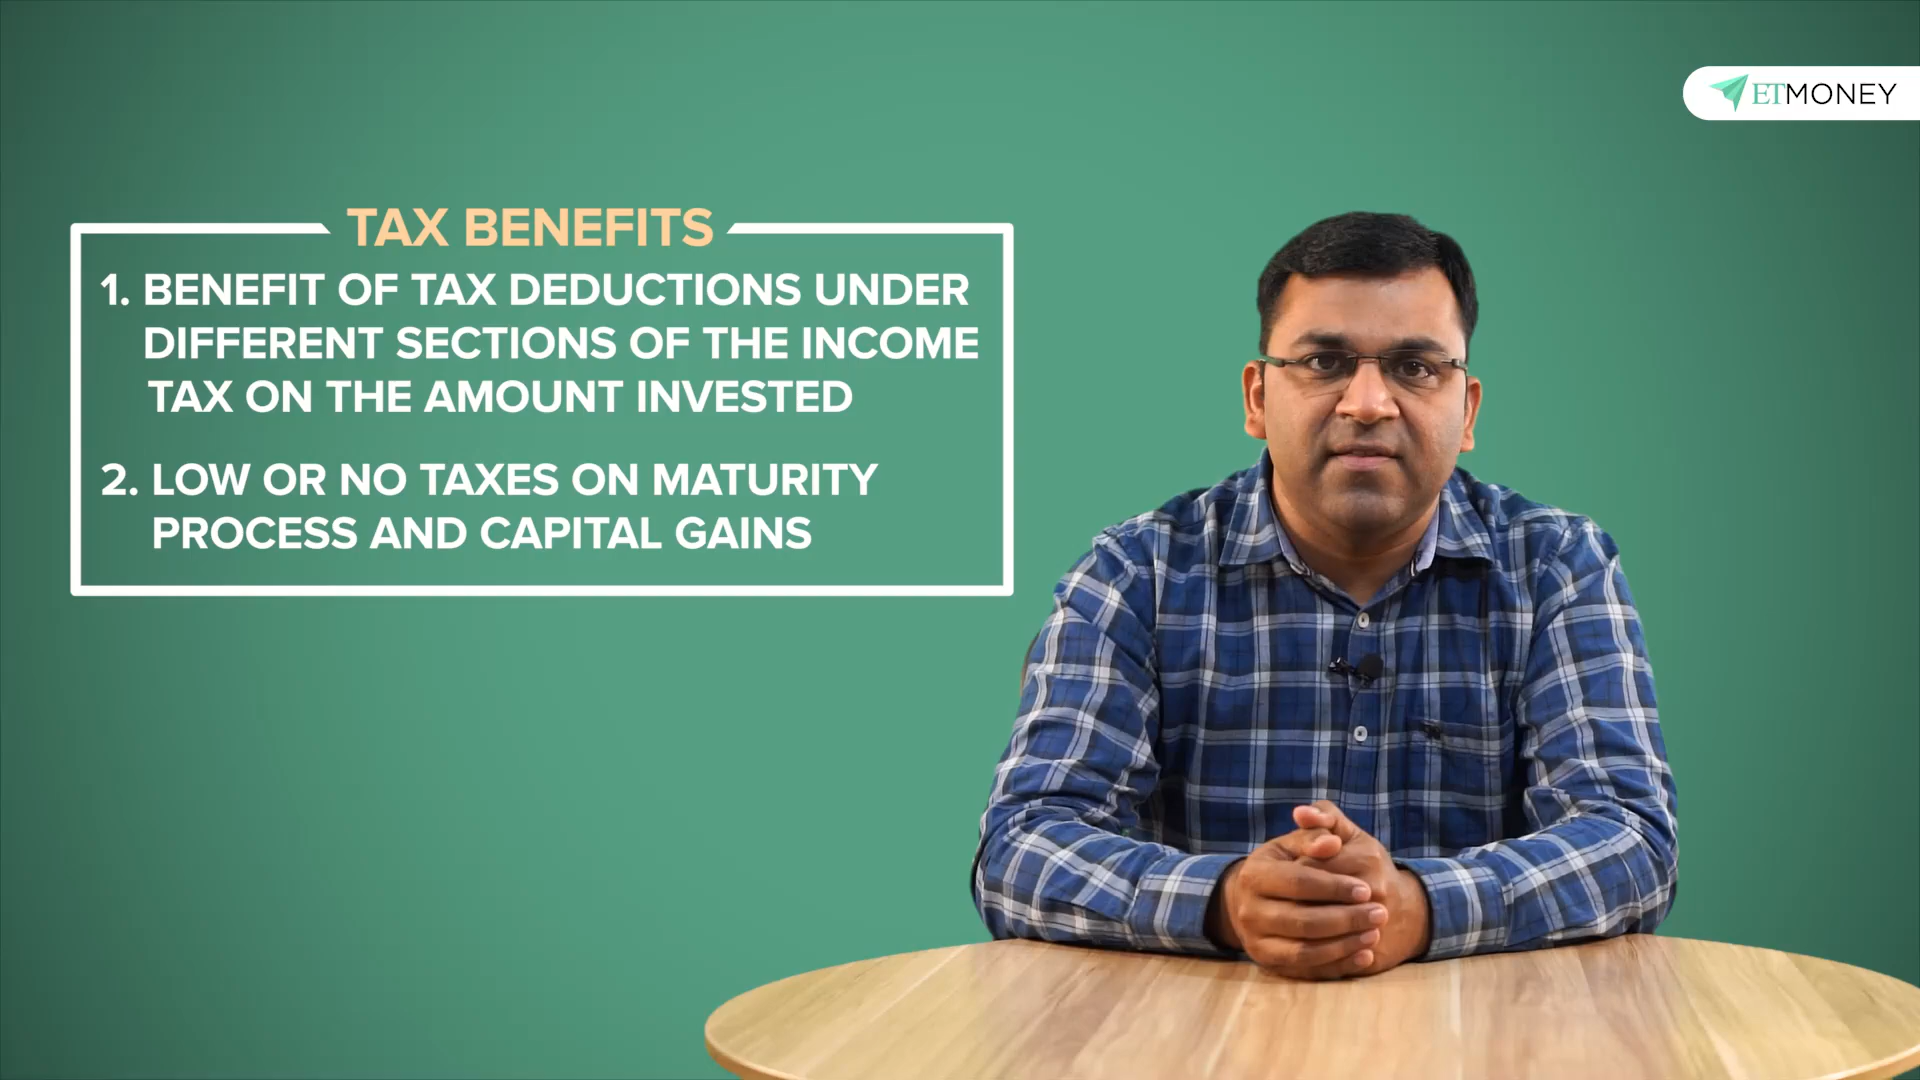 ETMONEY
TAX BENEFITS
1. BENEFIT OF TAX DEDUCTIONS UNDER
DIFFERENT SECTIONS OF THE INCOME
TAX ON THE AMOUNT INVESTED
2. LOW OR NO TAXES ON MATURITY
PROCESS AND CAPITAL GAINS